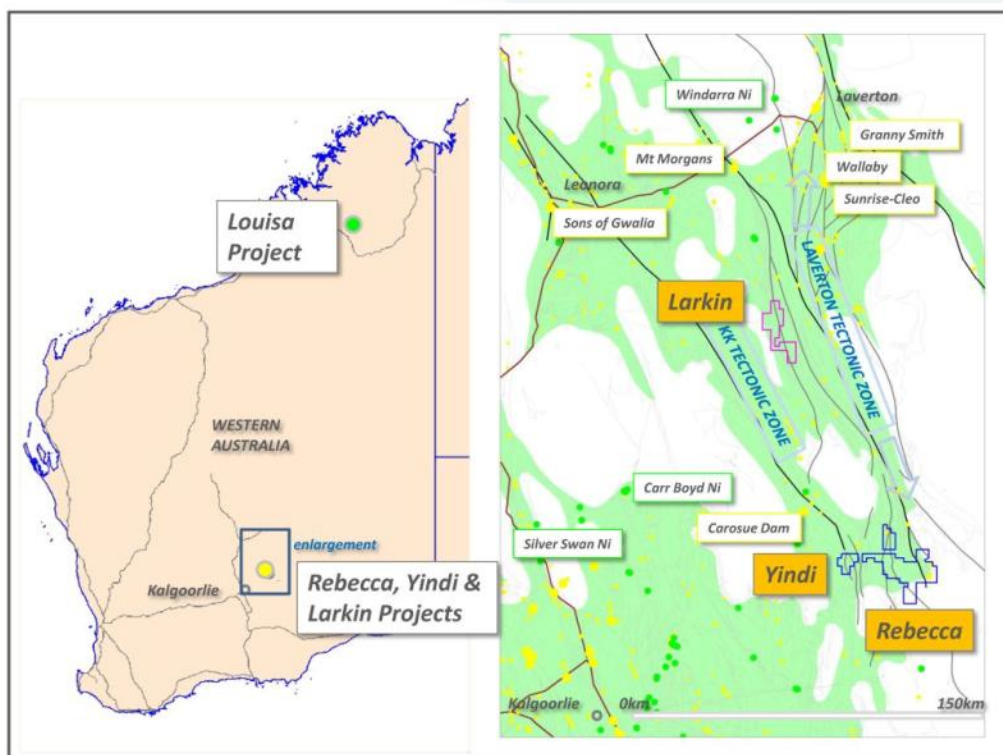 Louisa
Project
WESTERN
AUSTRALIA
enlargement
Kalgoorlie
Rebecca, Yindi &
Larkin Projects
Windarra Ni
Laverton
Granny Smith
Mt Morgans
Wallaby
Leonora
Sunrise-Cleo
Sons of Gwalia
Larkin
LAVERTON TECTONIC ZONE
KK TECTONIC ZONE
Carr Boyd Ni
Carosue Dam
Silver Swan Ni
Yindi
Rebecca
Kalgoorlie
0km
150km